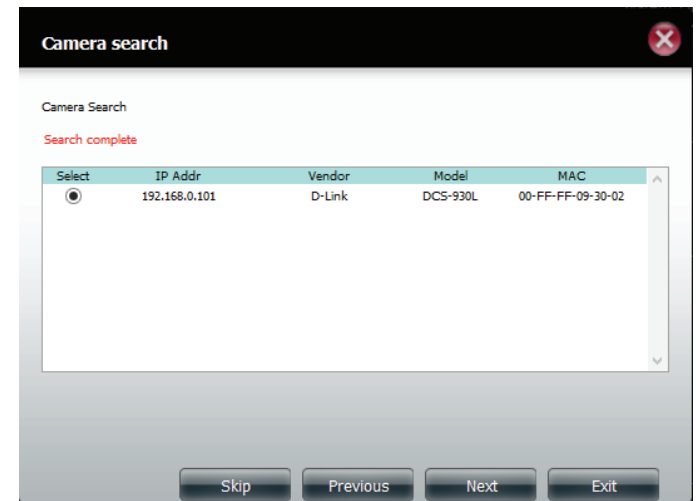 Camera search
Camera Search
Search complete
Select IP Addr Vendor Model MAC
192.168.0.101 D-Link DCS-930L 00-FF-FF-09-30-02
Skip Previous Next Exit